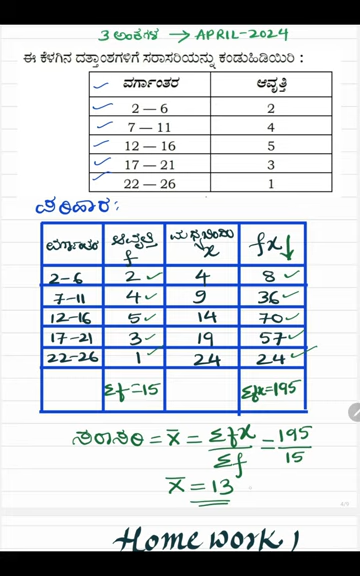 3 ಅಂಕಗಳ → APRIL-2024
ಈ ಕೆಳಗಿನ ದತ್ತಾಂಶಗಳಿಗೆ ಸರಾಸರಿಯನ್ನು ಕಂಡುಹಿಡಿಯಿರಿ :
ವರ್ಗಾಂತರ ಆವೃತ್ತಿ
2 — 6 2
7 — 11 4
12 — 16 5
17 — 21 3
22 — 26 1
ಪರಿಹಾರ:
ವರ್ಗಾಂತರ ಆವೃತ್ತಿ f ಮಧ್ಯಬಿಂದು x fx
2-6 2 4 8
7-11 4 9 36
12-16 5 14 70
17-21 3 19 57
22-26 1 24 24
Σf=15 Σfx=195
ಸರಾಸರಿ = X̅ = Σfx/Σf = 195/15
X̅ = 13
Home work 1